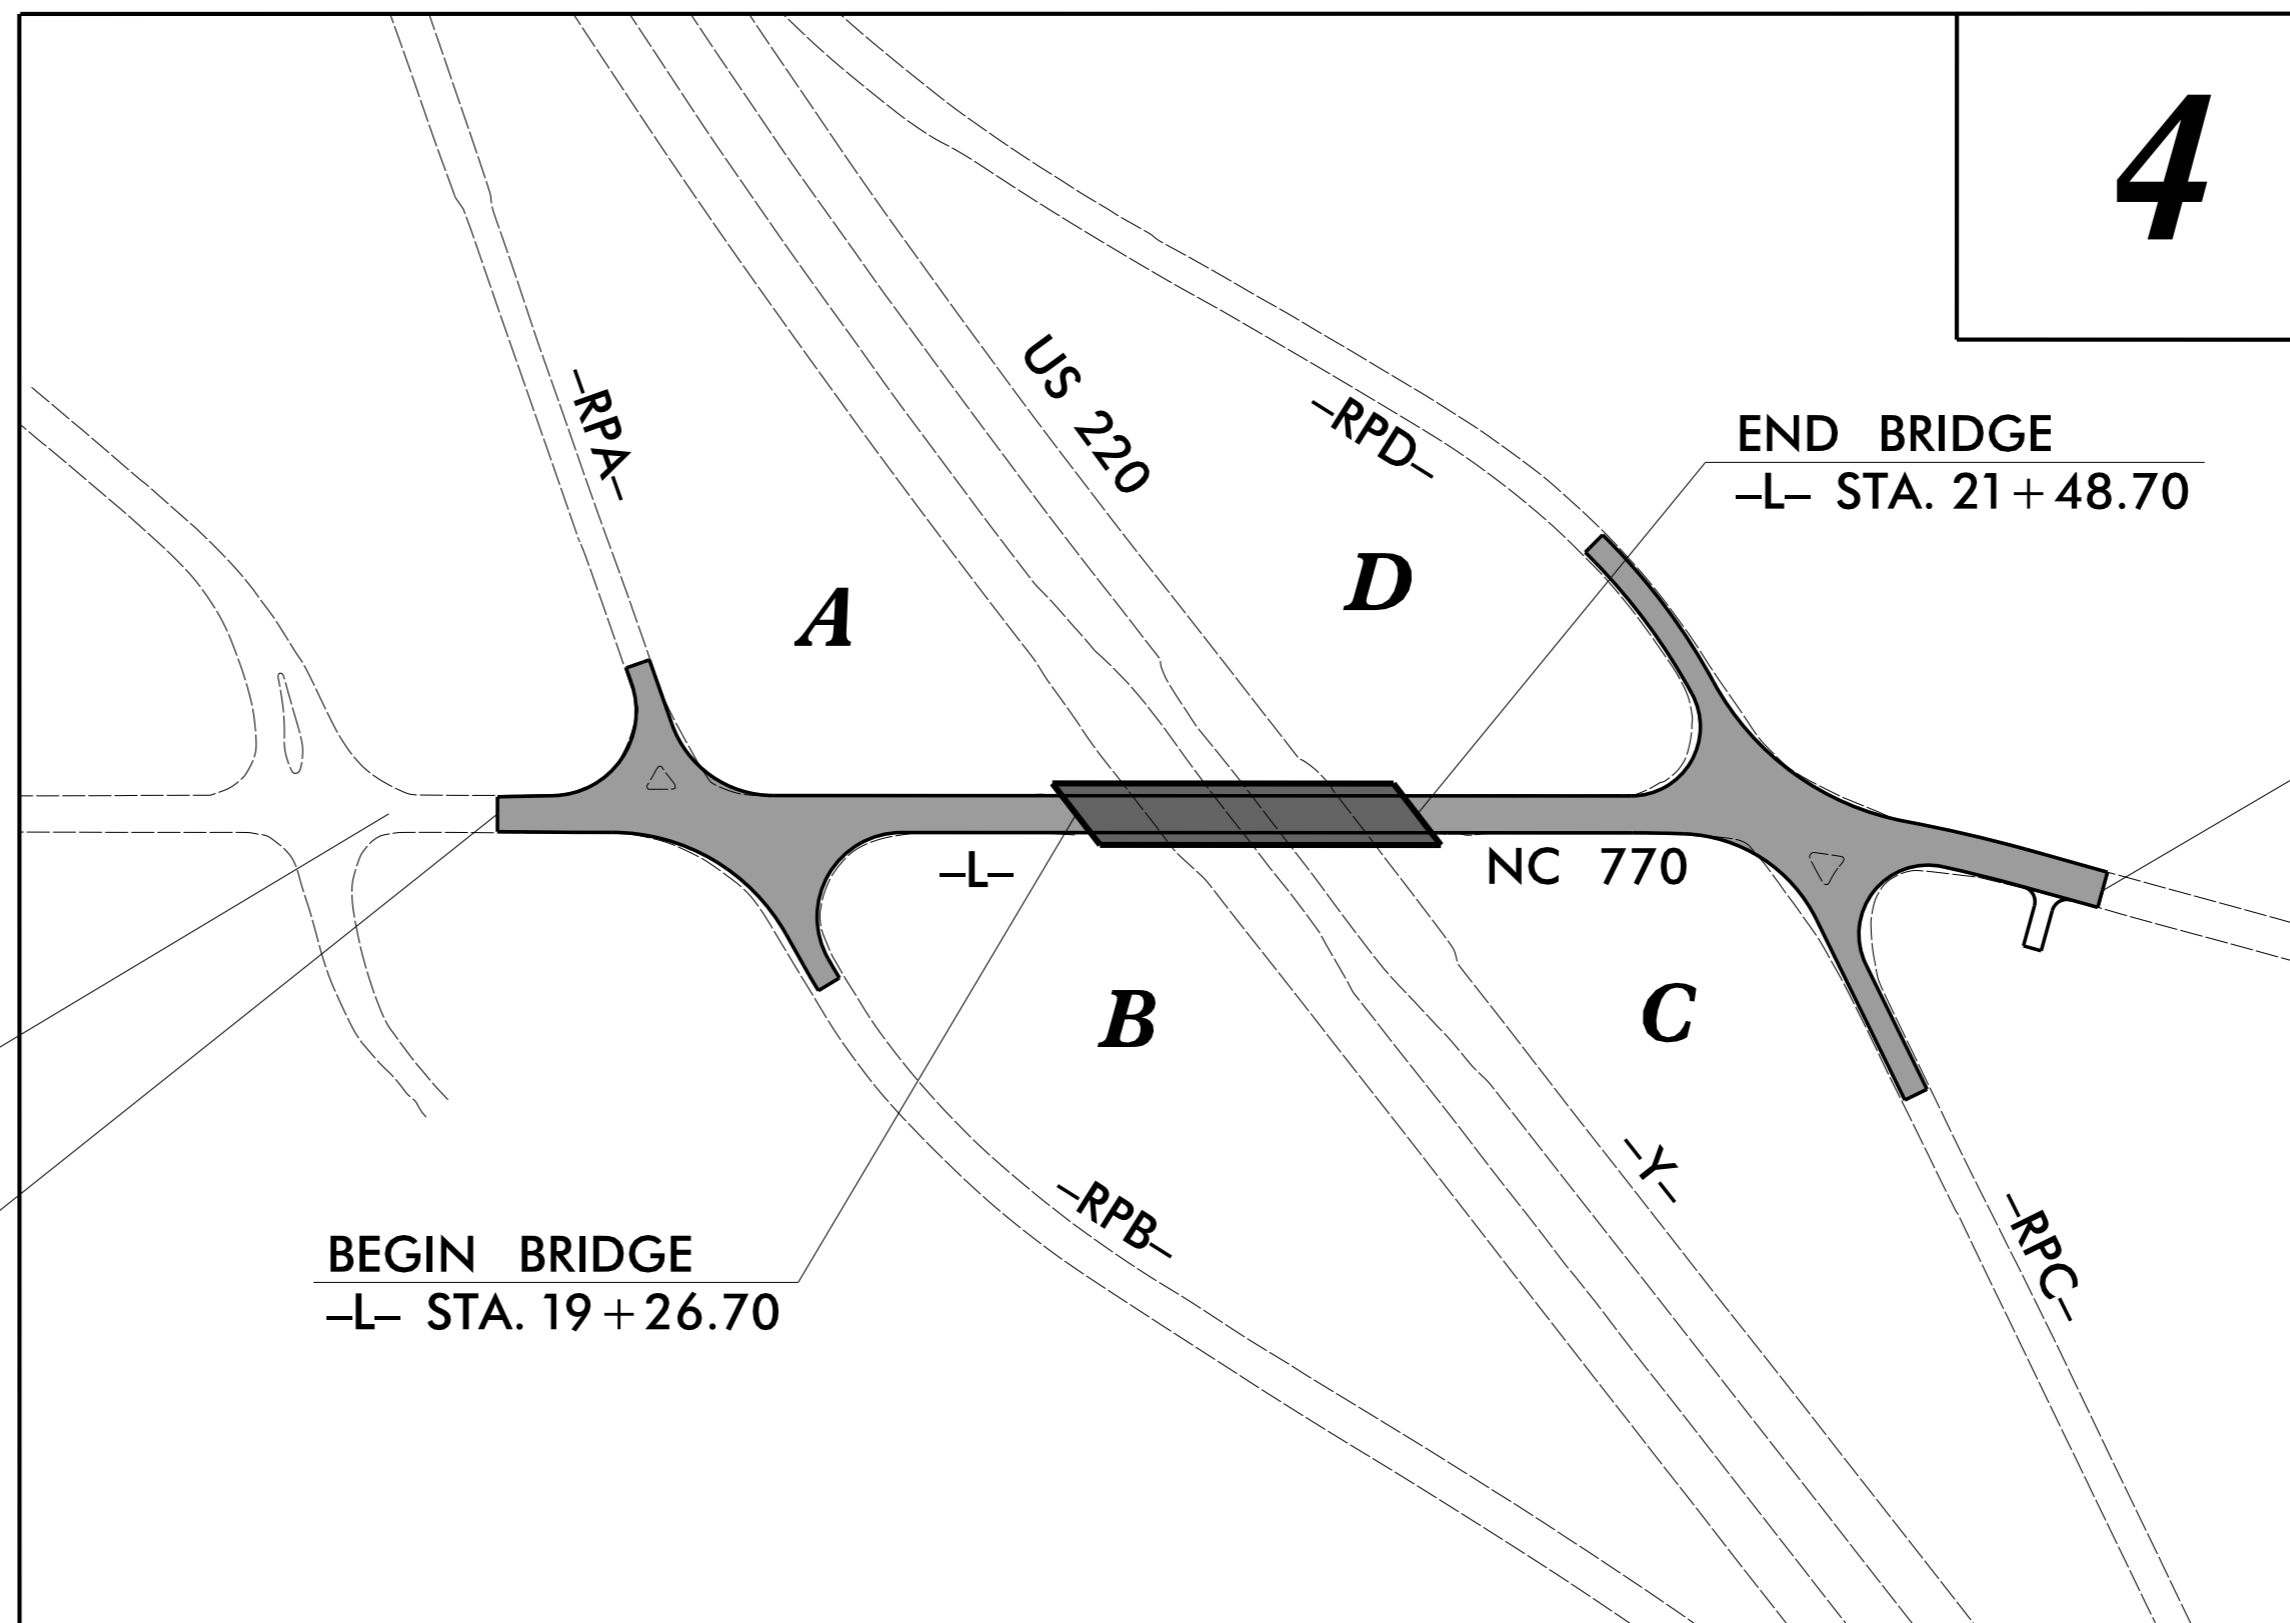 4
–RPA–
US 220
–RPD–
END BRIDGE
–L– STA. 21+48.70
A
D
–L–
NC 770
B
C
–Y–
–RPB–
–RPC–
BEGIN BRIDGE
–L– STA. 19+26.70